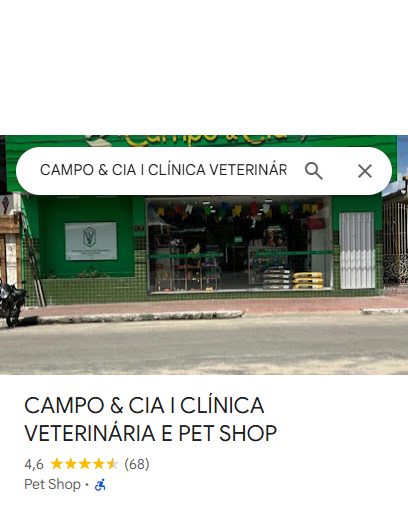 Campo & Cia
CAMPO & CIA I CLÍNICA VETERINÁR
CAMPO & CIA I CLÍNICA
VETERINÁRIA E PET SHOP
4,6 (68)
Pet Shop ·